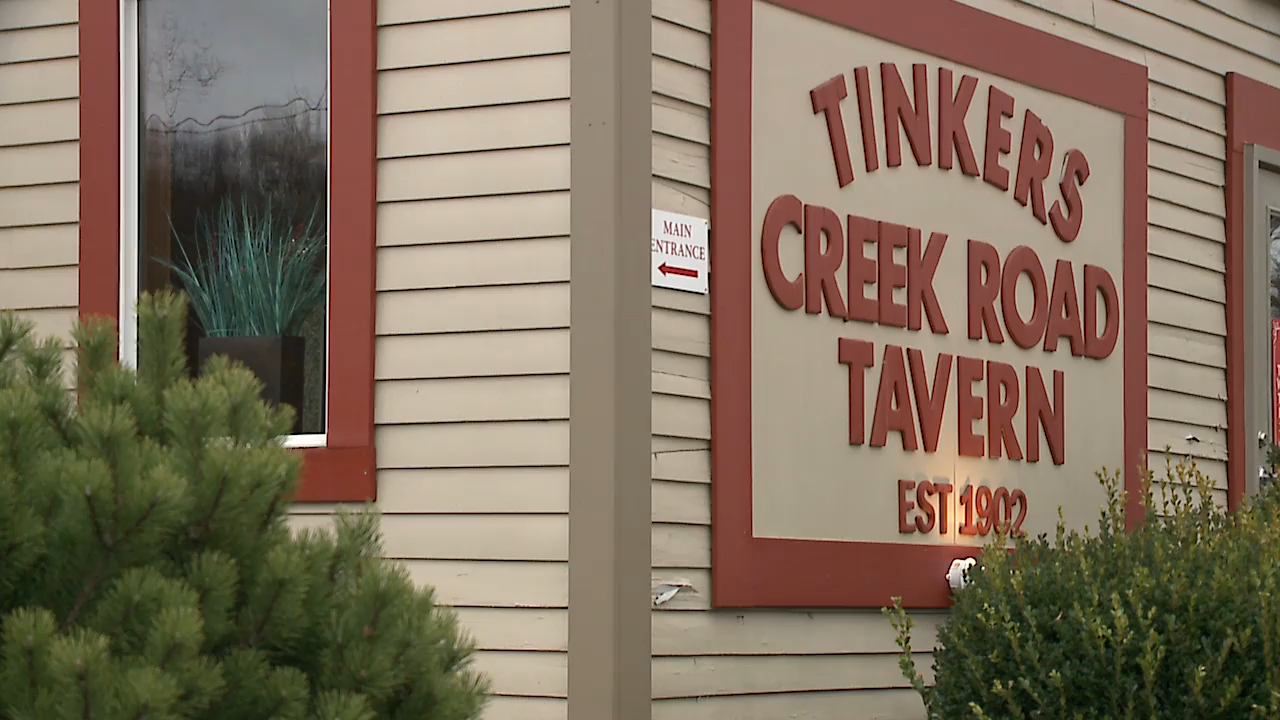 MAIN
ENTRANCE
TINKERS
CREEK ROAD
TAVERN
EST 1902